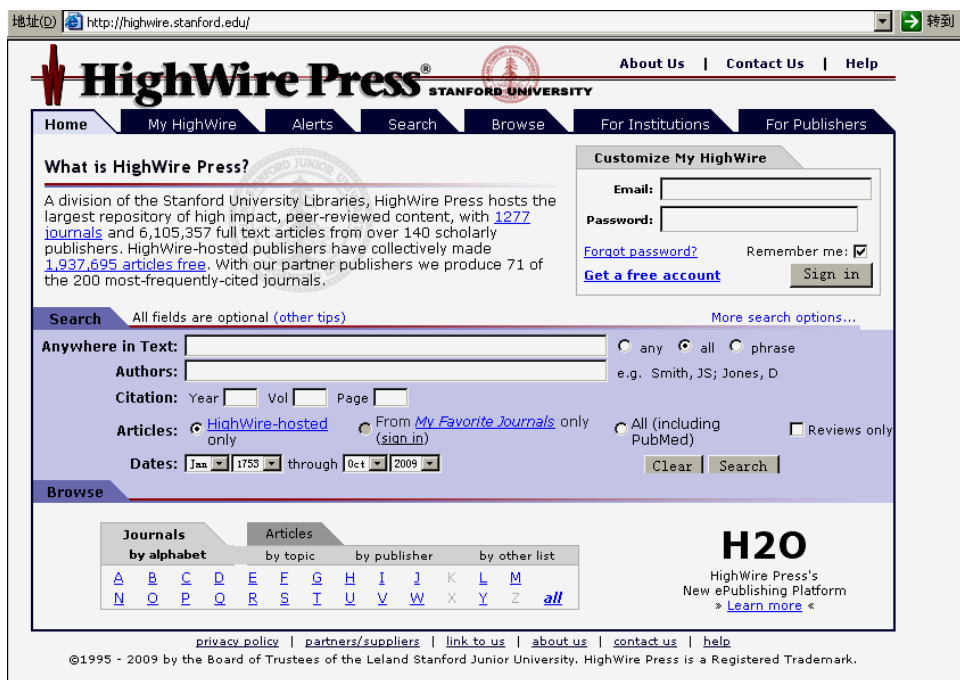 地址(D) http://highwire.stanford.edu/ 转到
HighWire Press® STANFORD UNIVERSITY
About Us | Contact Us | Help
Home My HighWire Alerts Search Browse For Institutions For Publishers
What is HighWire Press?
A division of the Stanford University Libraries, HighWire Press hosts the
largest repository of high impact, peer-reviewed content, with 1277
journals and 6,105,357 full text articles from over 140 scholarly
publishers. HighWire-hosted publishers have collectively made
1,937,695 articles free. With our partner publishers we produce 71 of
the 200 most-frequently-cited journals.
Customize My HighWire
Email:
Password:
Forgot password? Remember me:
Get a free account Sign in
Search All fields are optional (other tips) More search options...
Anywhere in Text: any all phrase
Authors: e.g. Smith, JS; Jones, D
Citation: Year Vol Page
Articles: HighWire-hosted only From My Favorite Journals only (sign in) All (including PubMed) Reviews only
Dates: Jan 1753 through Oct 2009 Clear Search
Browse
Journals Articles
by alphabet by topic by publisher by other list
A B C D E F G H I J K L M
N O P Q R S T U V W X Y Z all
H2O
HighWire Press's
New ePublishing Platform
» Learn more «
privacy policy | partners/suppliers | link to us | about us | contact us | help
©1995 - 2009 by the Board of Trustees of the Leland Stanford Junior University. HighWire Press is a Registered Trademark.